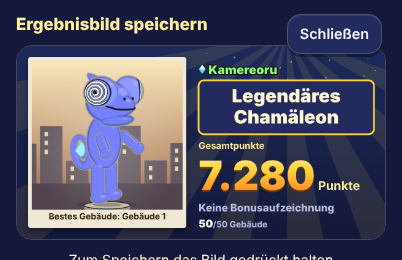 Ergebnisbild speichern
Schließen
Kamereoru
Legendäres
Chamäleon
Gesamtpunkte
7.280 Punkte
Keine Bonusaufzeichnung
50/50 Gebäude
Bestes Gebäude: Gebäude 1
Zum Speichern das Bild gedrückt halten